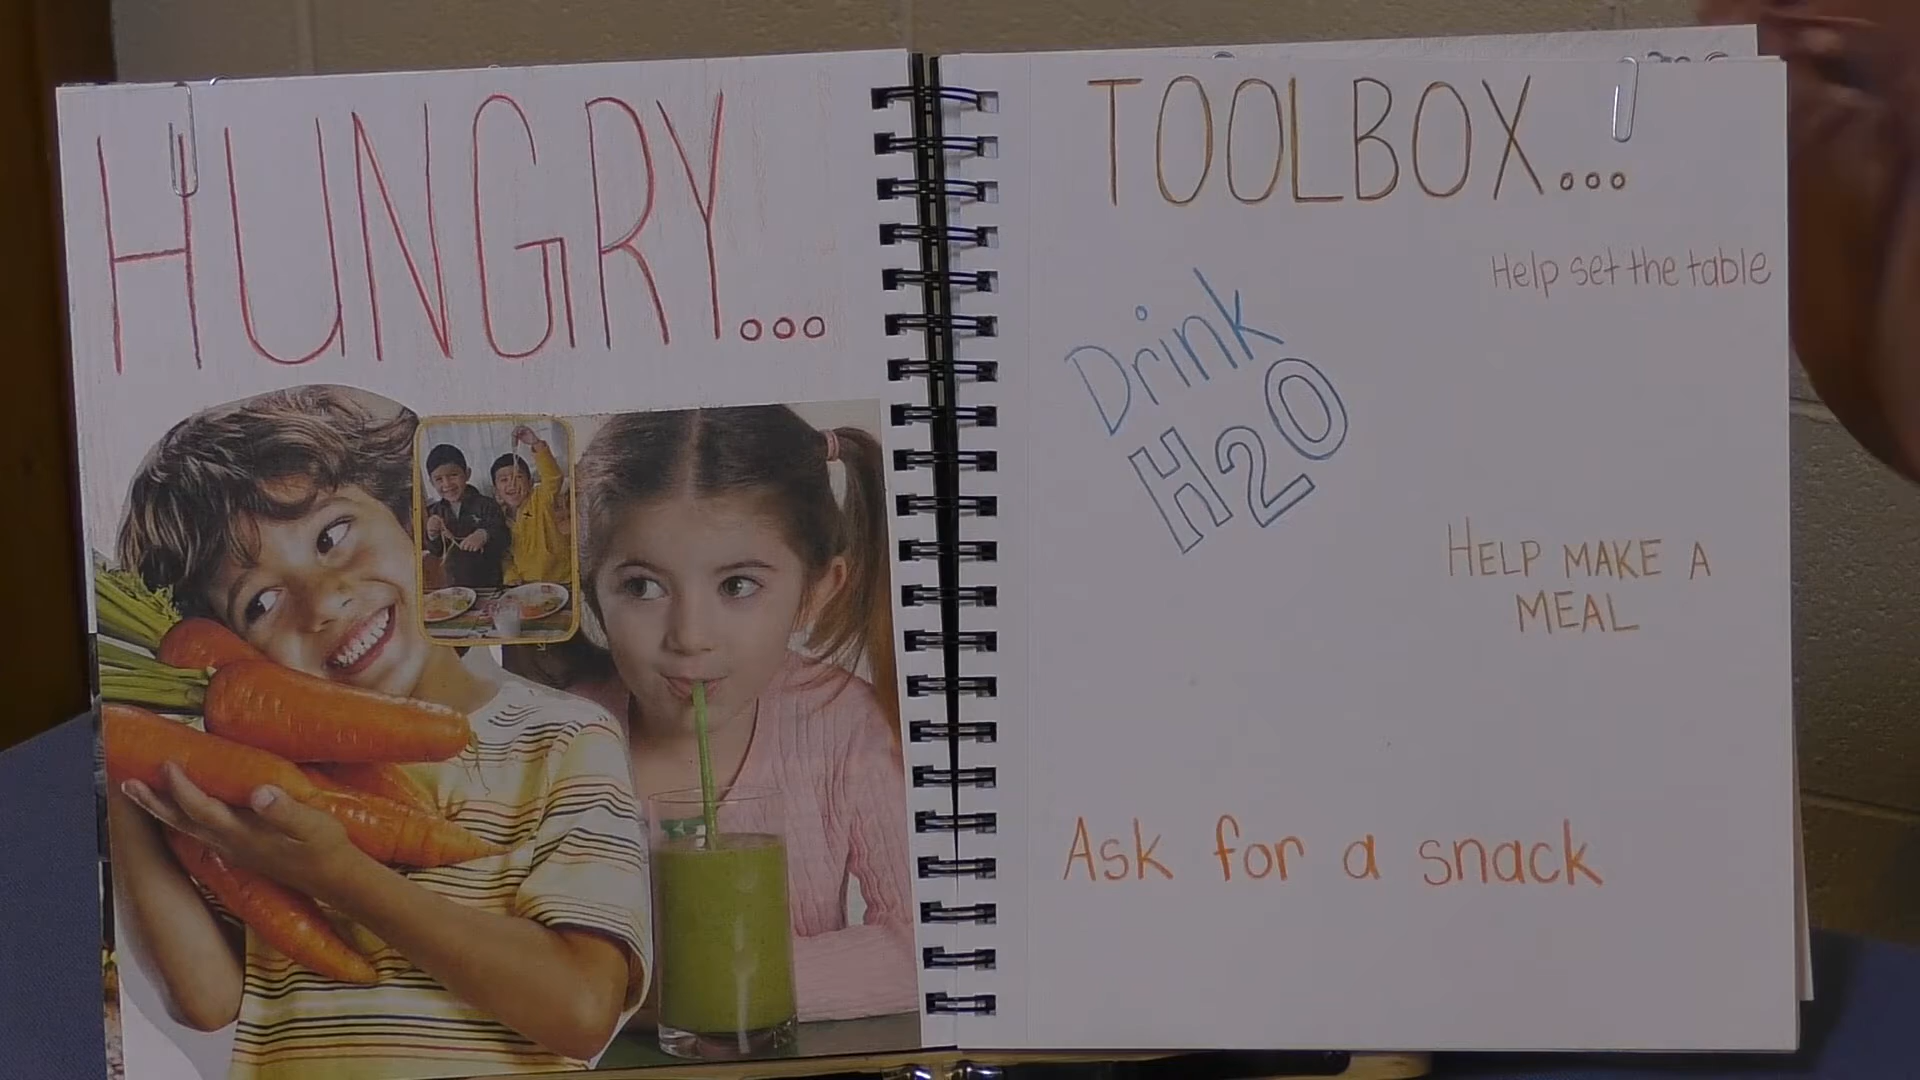 HUNGRY...
TOOLBOX...
Help set the table
Drink
H2O
HELP MAKE A
MEAL
Ask for a snack